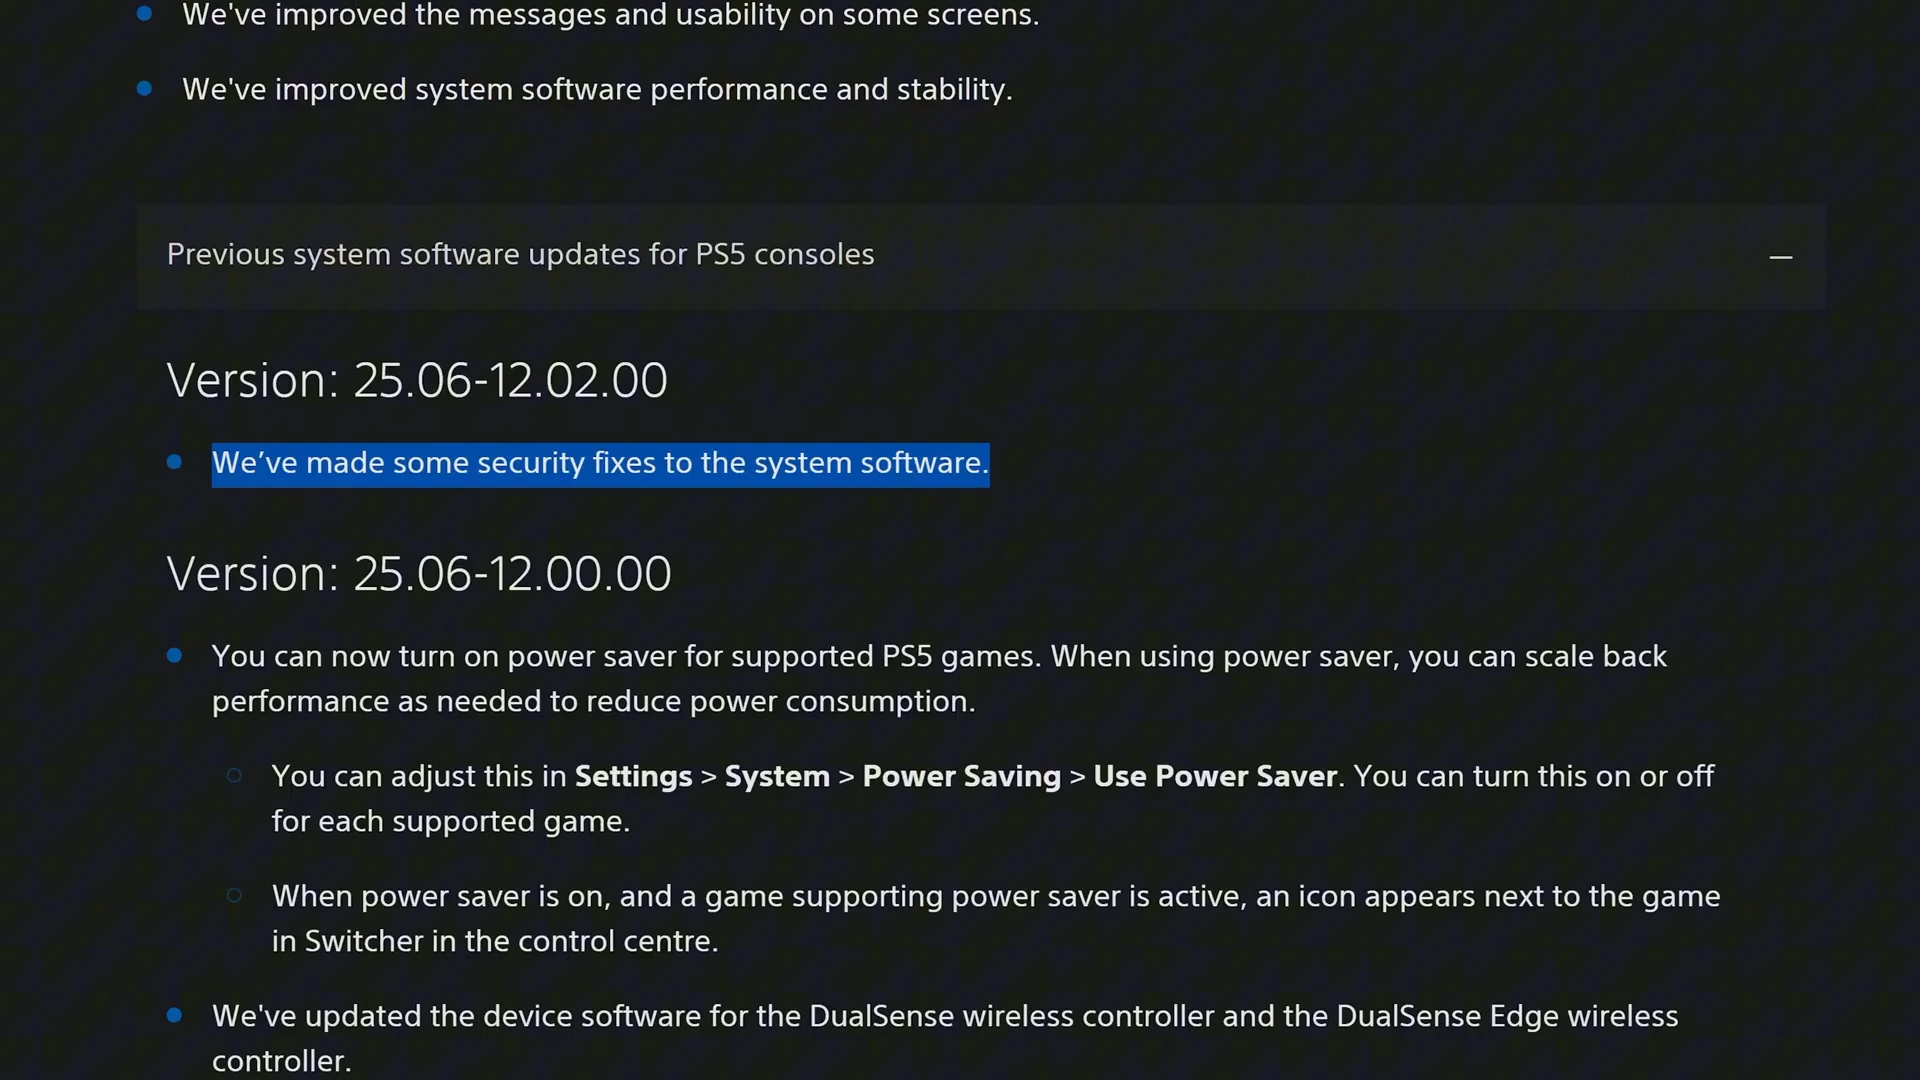 We've improved the messages and usability on some screens.
We've improved system software performance and stability.
Previous system software updates for PS5 consoles
Version: 25.06-12.02.00
We’ve made some security fixes to the system software.
Version: 25.06-12.00.00
You can now turn on power saver for supported PS5 games. When using power saver, you can scale back
performance as needed to reduce power consumption.
You can adjust this in Settings > System > Power Saving > Use Power Saver. You can turn this on or off
for each supported game.
When power saver is on, and a game supporting power saver is active, an icon appears next to the game
in Switcher in the control centre.
We've updated the device software for the DualSense wireless controller and the DualSense Edge wireless
controller.